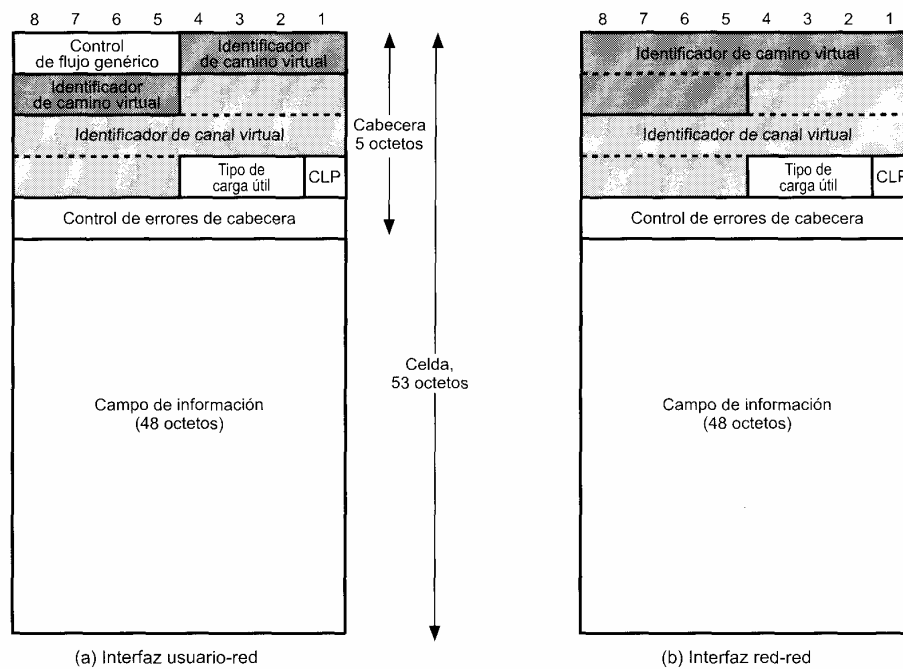 8 7 6 5 4 3 2 1
Control
de flujo genérico
Identificador
de camino virtual
Identificador
de camino virtual
Identificador de canal virtual
Tipo de
carga útil
CLP
Control de errores de cabecera
Campo de información
(48 octetos)
(a) Interfaz usuario-red
Cabecera
5 octetos
Celda,
53 octetos
8 7 6 5 4 3 2 1
Identificador de camino virtual
Identificador de canal virtual
Tipo de
carga útil
CLP
Control de errores de cabecera
Campo de información
(48 octetos)
(b) Interfaz red-red